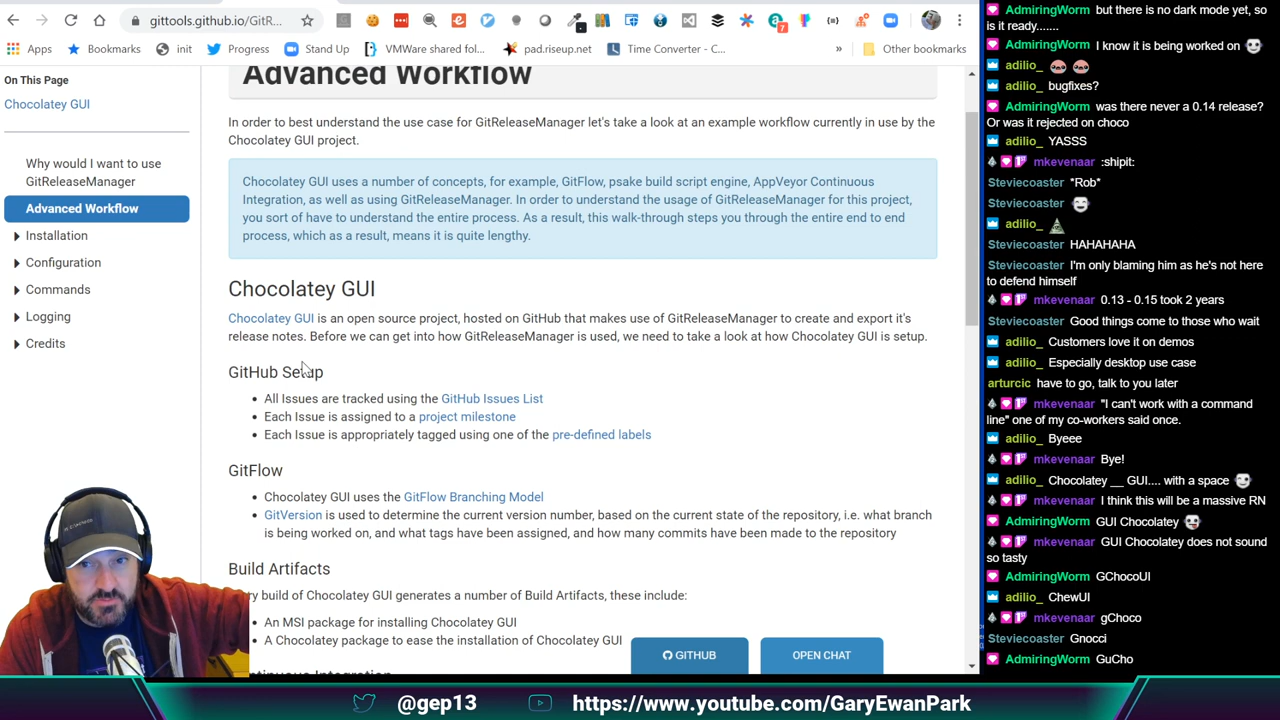 gittools.github.io/GitR...
7
Apps
Bookmarks
init
Progress
Stand Up
VMWare shared fol...
pad.riseup.net
Time Converter - C...
»
Other bookmarks
On This Page
Chocolatey GUI
Why would I want to use
GitReleaseManager
Advanced Workflow
Installation
Configuration
Commands
Logging
Credits
Advanced Workflow
In order to best understand the use case for GitReleaseManager let's take a look at an example workflow currently in use by the
Chocolatey GUI project.
Chocolatey GUI uses a number of concepts, for example, GitFlow, psake build script engine, AppVeyor Continuous
Integration, as well as using GitReleaseManager. In order to understand the usage of GitReleaseManager for this project,
you sort of have to understand the entire process. As a result, this walk-through steps you through the entire end to end
process, which as a result, means it is quite lengthy.
Chocolatey GUI
Chocolatey GUI is an open source project, hosted on GitHub that makes use of GitReleaseManager to create and export it's
release notes. Before we can get into how GitReleaseManager is used, we need to take a look at how Chocolatey GUI is setup.
GitHub Setup
• All Issues are tracked using the GitHub Issues List
• Each Issue is assigned to a project milestone
• Each Issue is appropriately tagged using one of the pre-defined labels
GitFlow
• Chocolatey GUI uses the GitFlow Branching Model
• GitVersion is used to determine the current version number, based on the current state of the repository, i.e. what branch
is being worked on, and what tags have been assigned, and how many commits have been made to the repository
Build Artifacts
build of Chocolatey GUI generates a number of Build Artifacts, these include:
An MSI package for installing Chocolatey GUI
A Chocolatey package to ease the installation of Chocolatey GUI
GITHUB
OPEN CHAT
AdmiringWorm but there is no dark mode yet, so
is it ready.......
AdmiringWorm I know it is being worked on
adilio_
adilio_ bugfixes?
AdmiringWorm was there never a 0.14 release?
Or was it rejected on choco
adilio_ YASSS
mkevenaar :shipit:
Steviecoaster *Rob*
Steviecoaster
adilio_
Steviecoaster HAHAHAHA
Steviecoaster I'm only blaming him as he's not here
to defend himself
mkevenaar 0.13 - 0.15 took 2 years
Steviecoaster Good things come to those who wait
adilio_ Customers love it on demos
adilio_ Especially desktop use case
arturcic have to go, talk to you later
mkevenaar "I can't work with a command
line" one of my co-workers said once.
adilio_ Byeee
mkevenaar Bye!
adilio_ Chocolatey __ GUI.... with a space
mkevenaar I think this will be a massive RN
AdmiringWorm GUI Chocolatey
mkevenaar GUI Chocolatey does not sound
so tasty
AdmiringWorm GChocoUI
adilio_ ChewUI
mkevenaar gChoco
Steviecoaster Gnocci
AdmiringWorm GuCho
@gep13
https://www.youtube.com/GaryEwanPark